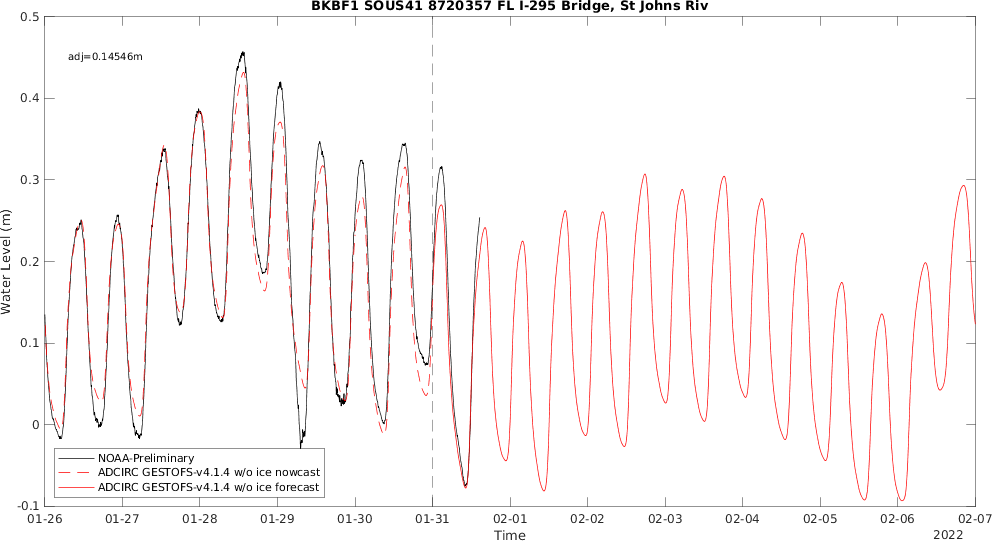 BKBF1 SOUS41 8720357 FL I-295 Bridge, St Johns Riv
adj=0.14546m
0.5
0.4
0.3
0.2
0.1
0
-0.1
Water Level (m)
NOAA-Preliminary
ADCIRC GESTOFS-v4.1.4 w/o ice nowcast
ADCIRC GESTOFS-v4.1.4 w/o ice forecast
01-26 01-27 01-28 01-29 01-30 01-31 02-01 02-02 02-03 02-04 02-05 02-06 02-07
Time
2022